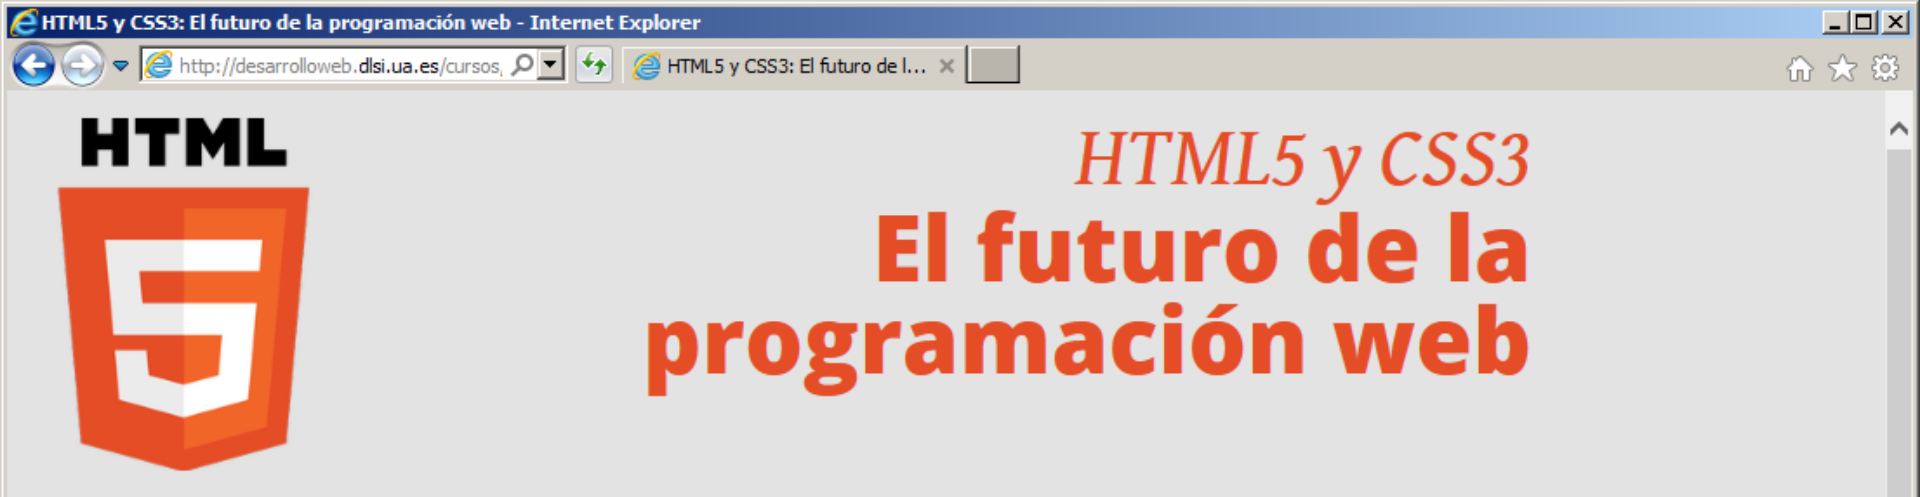 HTML5 y CSS3: El futuro de la programación web - Internet Explorer
http://desarrolloweb.dlsi.ua.es/cursos,
HTML5 y CSS3: El futuro de l...
HTML
5
HTML5 y CSS3
El futuro de la
programación web